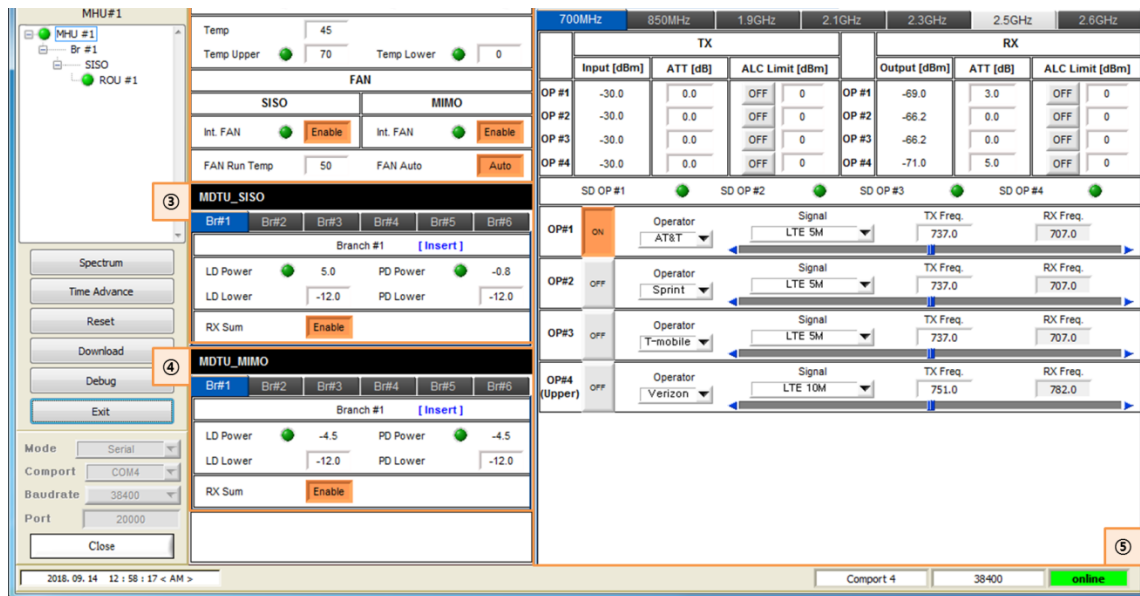 MHU#1
MHU #1
Br #1
SISO
ROU #1
Spectrum
Time Advance
Reset
Download
Debug
Exit
Mode Serial
Comport COM4
Baudrate 38400
Port 20000
Close
Temp 45
Temp Upper 70 Temp Lower 0
FAN
SISO MIMO
Int. FAN Enable Int. FAN Enable
FAN Run Temp 50 FAN Auto Auto
③ MDTU_SISO
Br#1 Br#2 Br#3 Br#4 Br#5 Br#6
Branch #1 [ Insert ]
LD Power 5.0 PD Power -0.8
LD Lower -12.0 PD Lower -12.0
RX Sum Enable
④ MDTU_MIMO
Br#1 Br#2 Br#3 Br#4 Br#5 Br#6
Branch #1 [ Insert ]
LD Power -4.5 PD Power -4.5
LD Lower -12.0 PD Lower -12.0
RX Sum Enable
700MHz 850MHz 1.9GHz 2.1GHz 2.3GHz 2.5GHz 2.6GHz
TX RX
Input [dBm] ATT [dB] ALC Limit [dBm] Output [dBm] ATT [dB] ALC Limit [dBm]
OP #1 -30.0 0.0 OFF 0 OP #1 -69.0 3.0 OFF 0
OP #2 -30.0 0.0 OFF 0 OP #2 -66.2 0.0 OFF 0
OP #3 -30.0 0.0 OFF 0 OP #3 -66.2 0.0 OFF 0
OP #4 -30.0 0.0 OFF 0 OP #4 -71.0 5.0 OFF 0
SD OP #1 SD OP #2 SD OP #3 SD OP #4
Operator Signal TX Freq. RX Freq.
OP#1 ON AT&T LTE 5M 737.0 707.0
Operator Signal TX Freq. RX Freq.
OP#2 OFF Sprint LTE 5M 737.0 707.0
Operator Signal TX Freq. RX Freq.
OP#3 OFF T-mobile LTE 5M 737.0 707.0
Operator Signal TX Freq. RX Freq.
OP#4 (Upper) OFF Verizon LTE 10M 751.0 782.0
⑤
2018. 09. 14 12 : 58 : 17 < AM > Comport 4 38400 online